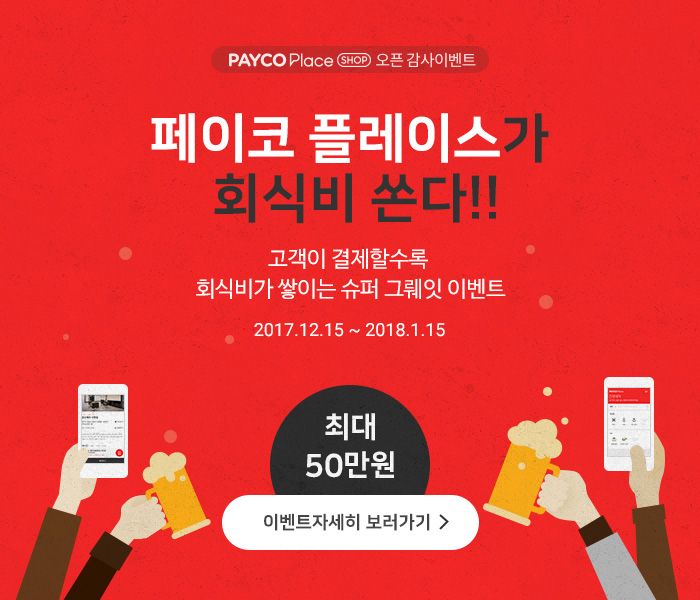 PAYCO Place SHOP 오픈 감사이벤트
페이코 플레이스가
회식비 쏜다!!
고객이 결제할수록
회식비가 쌓이는 슈퍼 그뤠잇 이벤트
2017.12.15 ~ 2018.1.15
최대
50만원
이벤트자세히 보러가기 >